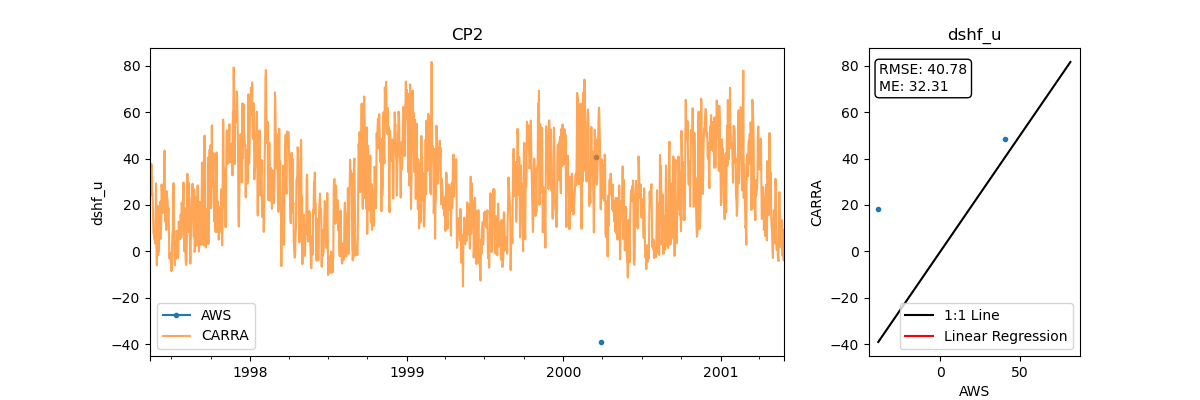 CP2
dshf_u
80
60
40
20
0
−20
−40
dshf_u
AWS
CARRA
1998
1999
2000
2001
dshf_u
RMSE: 40.78
ME: 32.31
80
60
40
20
0
−20
−40
CARRA
1:1 Line
Linear Regression
0
50
AWS